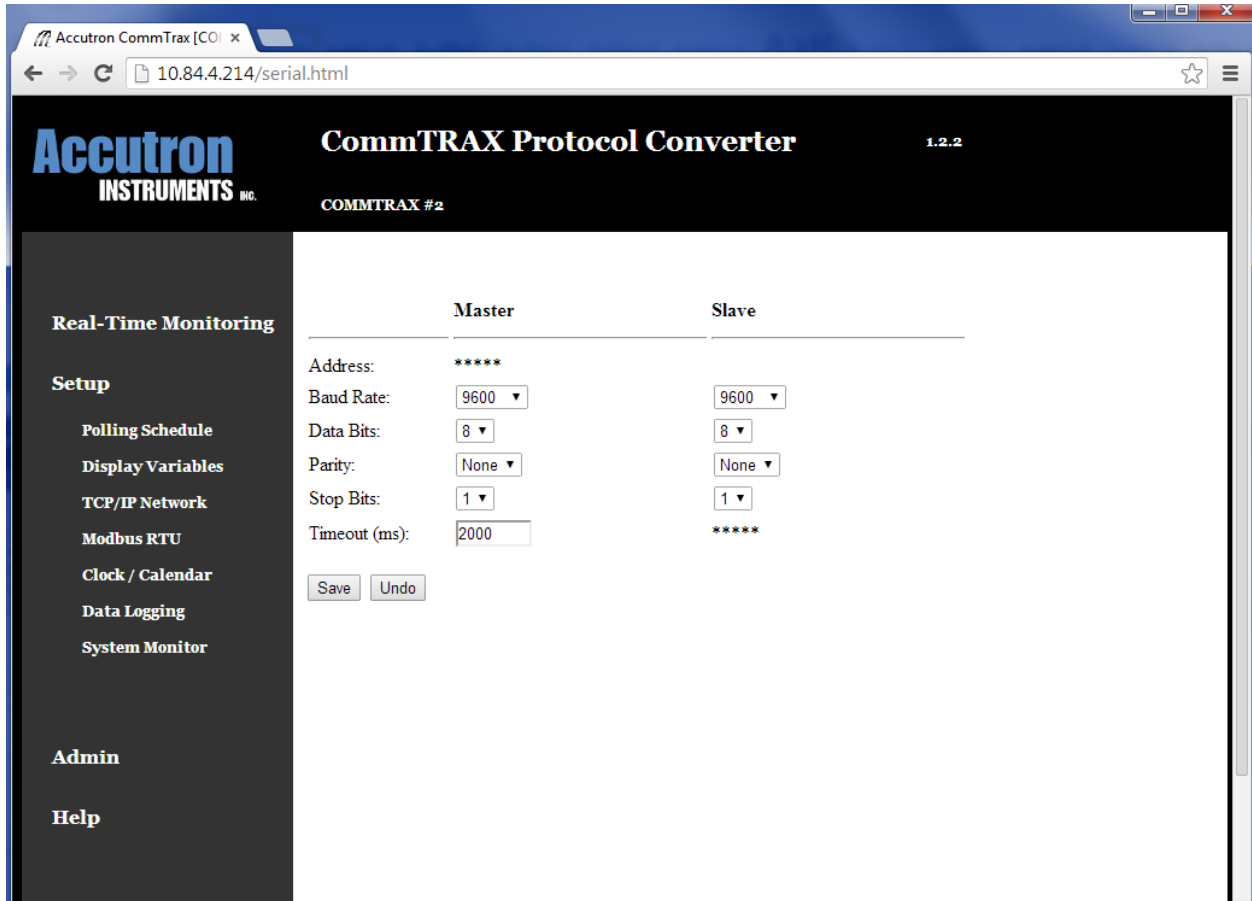 Accutron CommTrax [CO
10.84.4.214/serial.html
Accutron
INSTRUMENTS INC.
CommTRAX Protocol Converter
1.2.2
COMMTRAX #2
Real-Time Monitoring
Setup
Polling Schedule
Display Variables
TCP/IP Network
Modbus RTU
Clock / Calendar
Data Logging
System Monitor
Admin
Help
Master Slave
Address: *****
Baud Rate: 9600 9600
Data Bits: 8 8
Parity: None None
Stop Bits: 1 1
Timeout (ms): 2000 *****
Save Undo